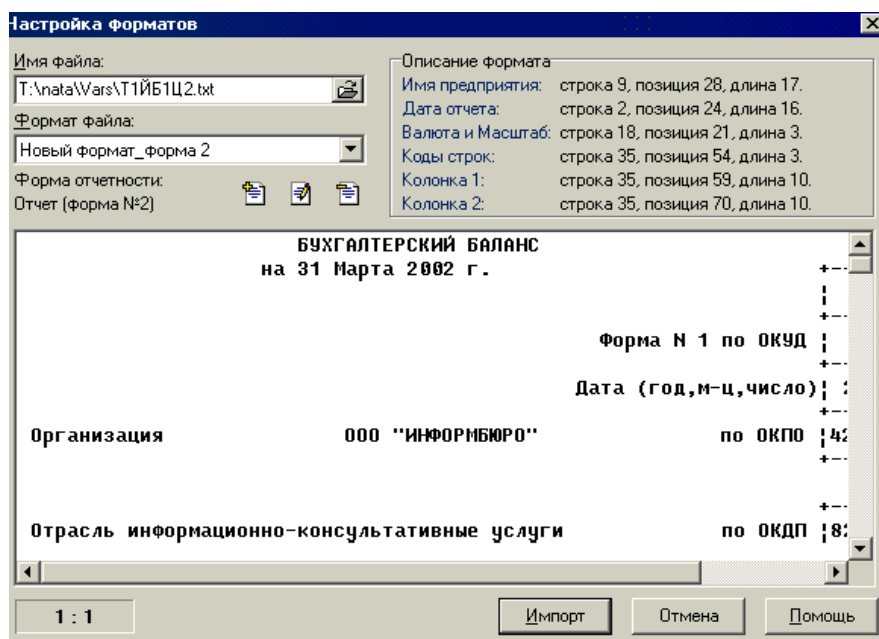 Настройка форматов
Имя файла:
T:\nata\Vars\Т1ЙБ1Ц2.txt
Формат файла:
Новый формат_форма 2
Форма отчетности:
Отчет (форма №2)
Описание формата
Имя предприятия: строка 9, позиция 28, длина 17.
Дата отчета: строка 2, позиция 24, длина 16.
Валюта и Масштаб: строка 18, позиция 21, длина 3.
Коды строк: строка 35, позиция 54, длина 3.
Колонка 1: строка 35, позиция 59, длина 10.
Колонка 2: строка 35, позиция 70, длина 10.
БУХГАЛТЕРСКИЙ БАЛАНС
на 31 Марта 2002 г.
Форма N 1 по ОКУД ¦
Дата (год,м-ц,число)¦ 2
Организация ООО "ИНФОРМБЮРО" по ОКПО ¦42
Отрасль информационно-консультативные услуги по ОКДП ¦82
1 : 1
Импорт
Отмена
Помощь